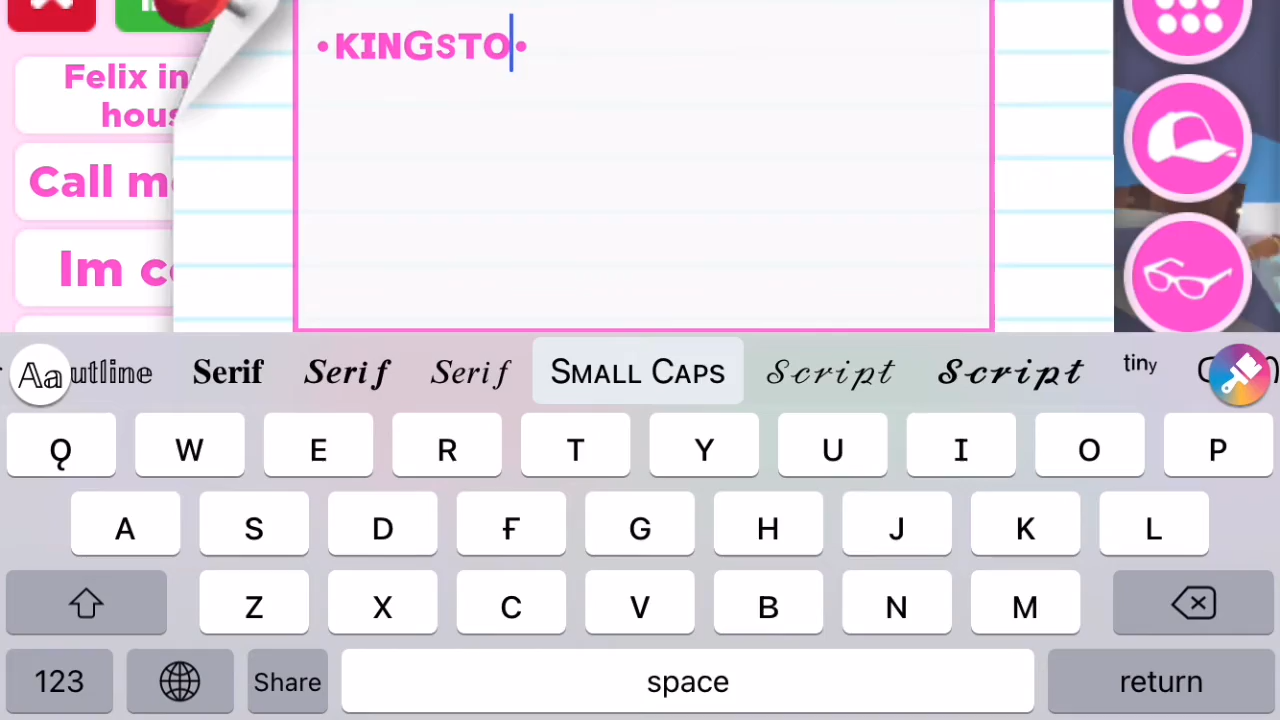 •KINGSTO•
Felix in
hous
Call m
Im c
Aa
utline
Serif
Serif
Serif
SMALL CAPS
Script
Script
tiny
Q W E R T Y U I O P
A S D F G H J K L
Z X C V B N M
123
Share
space
return